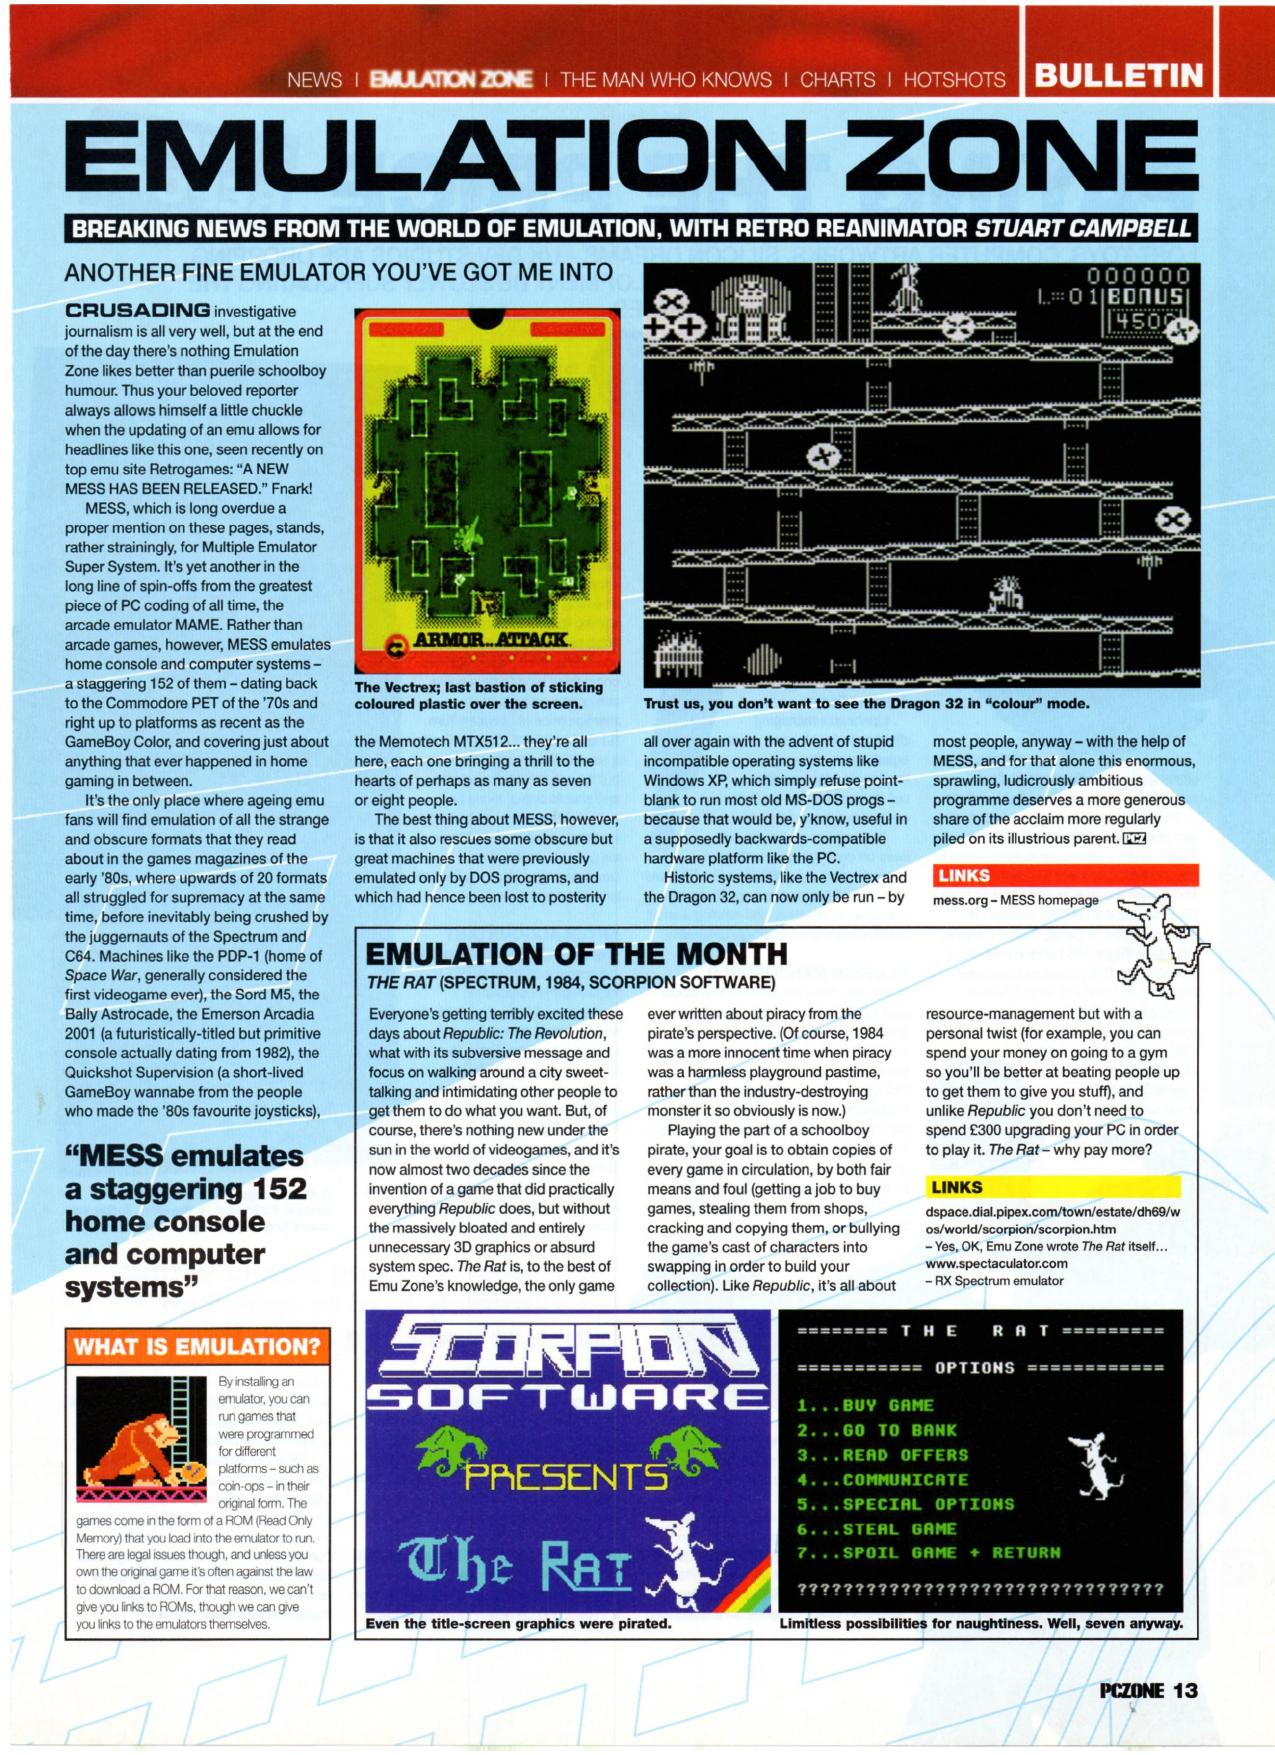 NEWS | EMULATION ZONE | THE MAN WHO KNOWS | CHARTS | HOTSHOTS
BULLETIN
EMULATION ZONE
BREAKING NEWS FROM THE WORLD OF EMULATION, WITH RETRO REANIMATOR STUART CAMPBELL
ANOTHER FINE EMULATOR YOU'VE GOT ME INTO
CRUSADING investigative
journalism is all very well, but at the end
of the day there's nothing Emulation
Zone likes better than puerile schoolboy
humour. Thus your beloved reporter
always allows himself a little chuckle
when the updating of an emu allows for
headlines like this one, seen recently on
top emu site Retrogames: "A NEW
MESS HAS BEEN RELEASED." Fnark!
MESS, which is long overdue a
proper mention on these pages, stands,
rather strainingly, for Multiple Emulator
Super System. It's yet another in the
long line of spin-offs from the greatest
piece of PC coding of all time, the
arcade emulator MAME. Rather than
arcade games, however, MESS emulates
home console and computer systems –
a staggering 152 of them – dating back
to the Commodore PET of the '70s and
right up to platforms as recent as the
GameBoy Color, and covering just about
anything that ever happened in home
gaming in between.
It's the only place where ageing emu
fans will find emulation of all the strange
and obscure formats that they read
about in the games magazines of the
early '80s, where upwards of 20 formats
all struggled for supremacy at the same
time, before inevitably being crushed by
the juggernauts of the Spectrum and
C64. Machines like the PDP-1 (home of
Space War, generally considered the
first videogame ever), the Sord M5, the
Bally Astrocade, the Emerson Arcadia
2001 (a futuristically-titled but primitive
console actually dating from 1982), the
Quickshot Supervision (a short-lived
GameBoy wannabe from the people
who made the '80s favourite joysticks),
"MESS emulates
a staggering 152
home console
and computer
systems"
WHAT IS EMULATION?
By installing an
emulator, you can
run games that
were programmed
for different
platforms – such as
coin-ops – in their
original form. The
games come in the form of a ROM (Read Only
Memory) that you load into the emulator to run.
There are legal issues though, and unless you
own the original game it's often against the law
to download a ROM. For that reason, we can't
give you links to ROMs, though we can give
you links to the emulators themselves.
ARMOR...ATTACK
The Vectrex; last bastion of sticking
coloured plastic over the screen.
000000
L=01 BONUS
4500
Trust us, you don't want to see the Dragon 32 in "colour" mode.
the Memotech MTX512... they're all
here, each one bringing a thrill to the
hearts of perhaps as many as seven
or eight people.
The best thing about MESS, however,
is that it also rescues some obscure but
great machines that were previously
emulated only by DOS programs, and
which had hence been lost to posterity
all over again with the advent of stupid
incompatible operating systems like
Windows XP, which simply refuse point-
blank to run most old MS-DOS progs –
because that would be, y'know, useful in
a supposedly backwards-compatible
hardware platform like the PC.
Historic systems, like the Vectrex and
the Dragon 32, can now only be run – by
most people, anyway – with the help of
MESS, and for that alone this enormous,
sprawling, ludicrously ambitious
programme deserves a more generous
share of the acclaim more regularly
piled on its illustrious parent. PCZ
LINKS
mess.org – MESS homepage
EMULATION OF THE MONTH
THE RAT (SPECTRUM, 1984, SCORPION SOFTWARE)
Everyone's getting terribly excited these
days about Republic: The Revolution,
what with its subversive message and
focus on walking around a city sweet-
talking and intimidating other people to
get them to do what you want. But, of
course, there's nothing new under the
sun in the world of videogames, and it's
now almost two decades since the
invention of a game that did practically
everything Republic does, but without
the massively bloated and entirely
unnecessary 3D graphics or absurd
system spec. The Rat is, to the best of
Emu Zone's knowledge, the only game
ever written about piracy from the
pirate's perspective. (Of course, 1984
was a more innocent time when piracy
was a harmless playground pastime,
rather than the industry-destroying
monster it so obviously is now.)
Playing the part of a schoolboy
pirate, your goal is to obtain copies of
every game in circulation, by both fair
means and foul (getting a job to buy
games, stealing them from shops,
cracking and copying them, or bullying
the game's cast of characters into
swapping in order to build your
collection). Like Republic, it's all about
resource-management but with a
personal twist (for example, you can
spend your money on going to a gym
so you'll be better at beating people up
to get them to give you stuff), and
unlike Republic you don't need to
spend £300 upgrading your PC in order
to play it. The Rat – why pay more?
LINKS
dspace.dial.pipex.com/town/estate/dh69/w
os/world/scorpion/scorpion.htm
– Yes, OK, Emu Zone wrote The Rat itself...
www.spectaculator.com
– RX Spectrum emulator
SCORPION
SOFTWARE
PRESENTS
The RAT
Even the title-screen graphics were pirated.
======== THE RAT =========
=========== OPTIONS ============
1...BUY GAME
2...GO TO BANK
3...READ OFFERS
4...COMMUNICATE
5...SPECIAL OPTIONS
6...STEAL GAME
7...SPOIL GAME + RETURN
????????????????????????????????
Limitless possibilities for naughtiness. Well, seven anyway.
PCZONE 13